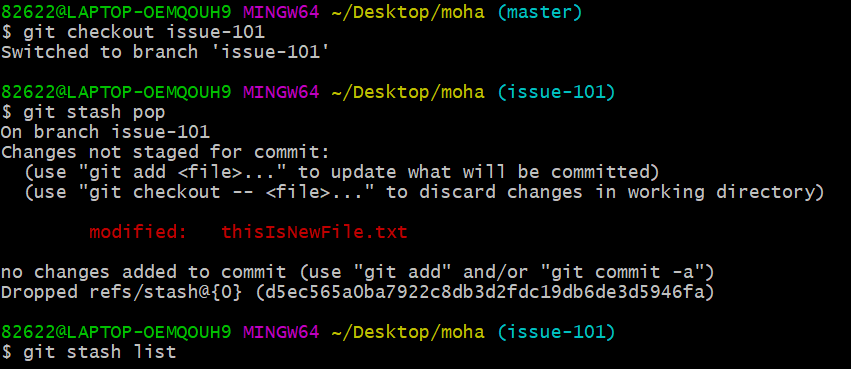 82622@LAPTOP-OEMQOUH9 MINGW64 ~/Desktop/moha (master)
$ git checkout issue-101
Switched to branch 'issue-101'
82622@LAPTOP-OEMQOUH9 MINGW64 ~/Desktop/moha (issue-101)
$ git stash pop
On branch issue-101
Changes not staged for commit:
  (use "git add <file>..." to update what will be committed)
  (use "git checkout -- <file>..." to discard changes in working directory)
        modified:   thisIsNewFile.txt
no changes added to commit (use "git add" and/or "git commit -a")
Dropped refs/stash@{0} (d5ec565a0ba7922c8db3d2fdc19db6de3d5946fa)
82622@LAPTOP-OEMQOUH9 MINGW64 ~/Desktop/moha (issue-101)
$ git stash list